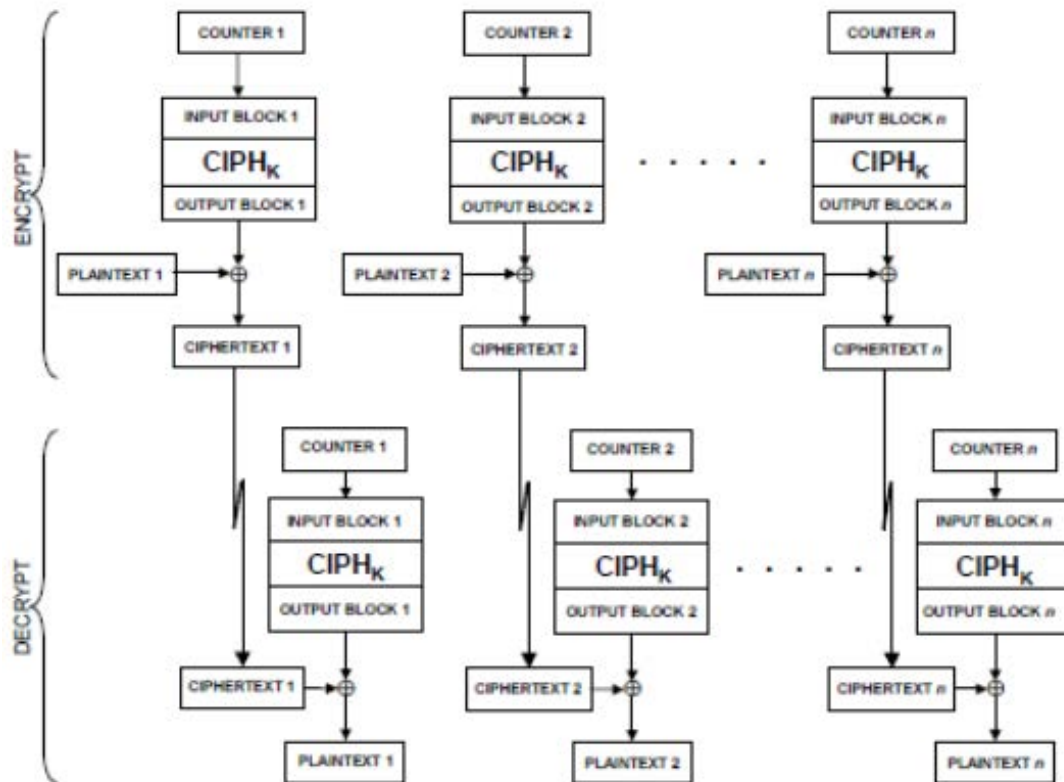 ENCRYPT
COUNTER 1 COUNTER 2 COUNTER n
INPUT BLOCK 1 INPUT BLOCK 2 INPUT BLOCK n
CIPHK CIPHK CIPHK
OUTPUT BLOCK 1 OUTPUT BLOCK 2 OUTPUT BLOCK n
PLAINTEXT 1 PLAINTEXT 2 PLAINTEXT n
CIPHERTEXT 1 CIPHERTEXT 2 CIPHERTEXT n
DECRYPT
COUNTER 1 COUNTER 2 COUNTER n
INPUT BLOCK 1 INPUT BLOCK 2 INPUT BLOCK n
CIPHK CIPHK CIPHK
OUTPUT BLOCK 1 OUTPUT BLOCK 2 OUTPUT BLOCK n
CIPHERTEXT 1 CIPHERTEXT 2 CIPHERTEXT n
PLAINTEXT 1 PLAINTEXT 2 PLAINTEXT n